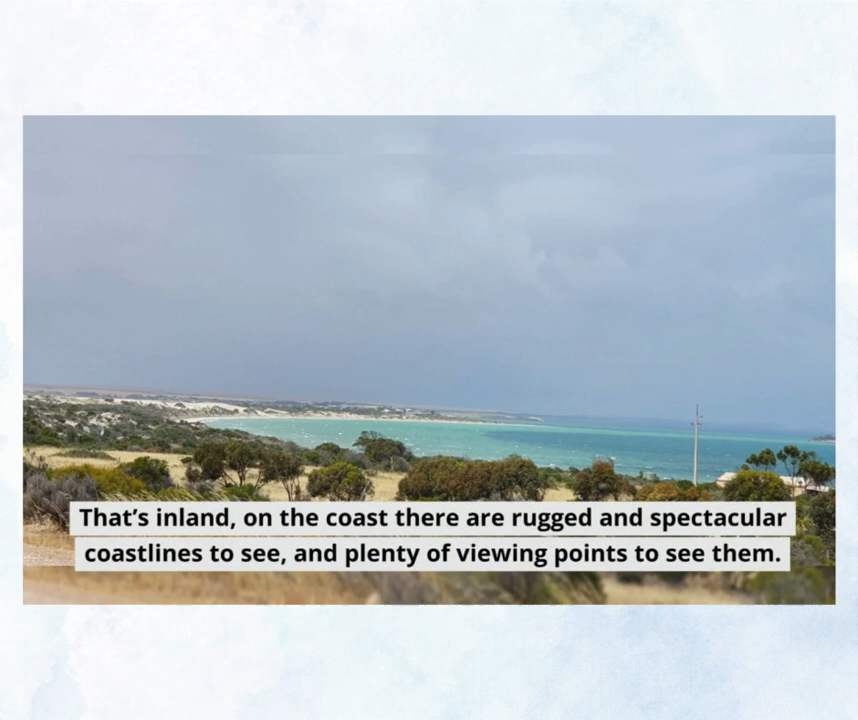 That’s inland, on the coast there are rugged and spectacular
coastlines to see, and plenty of viewing points to see them.